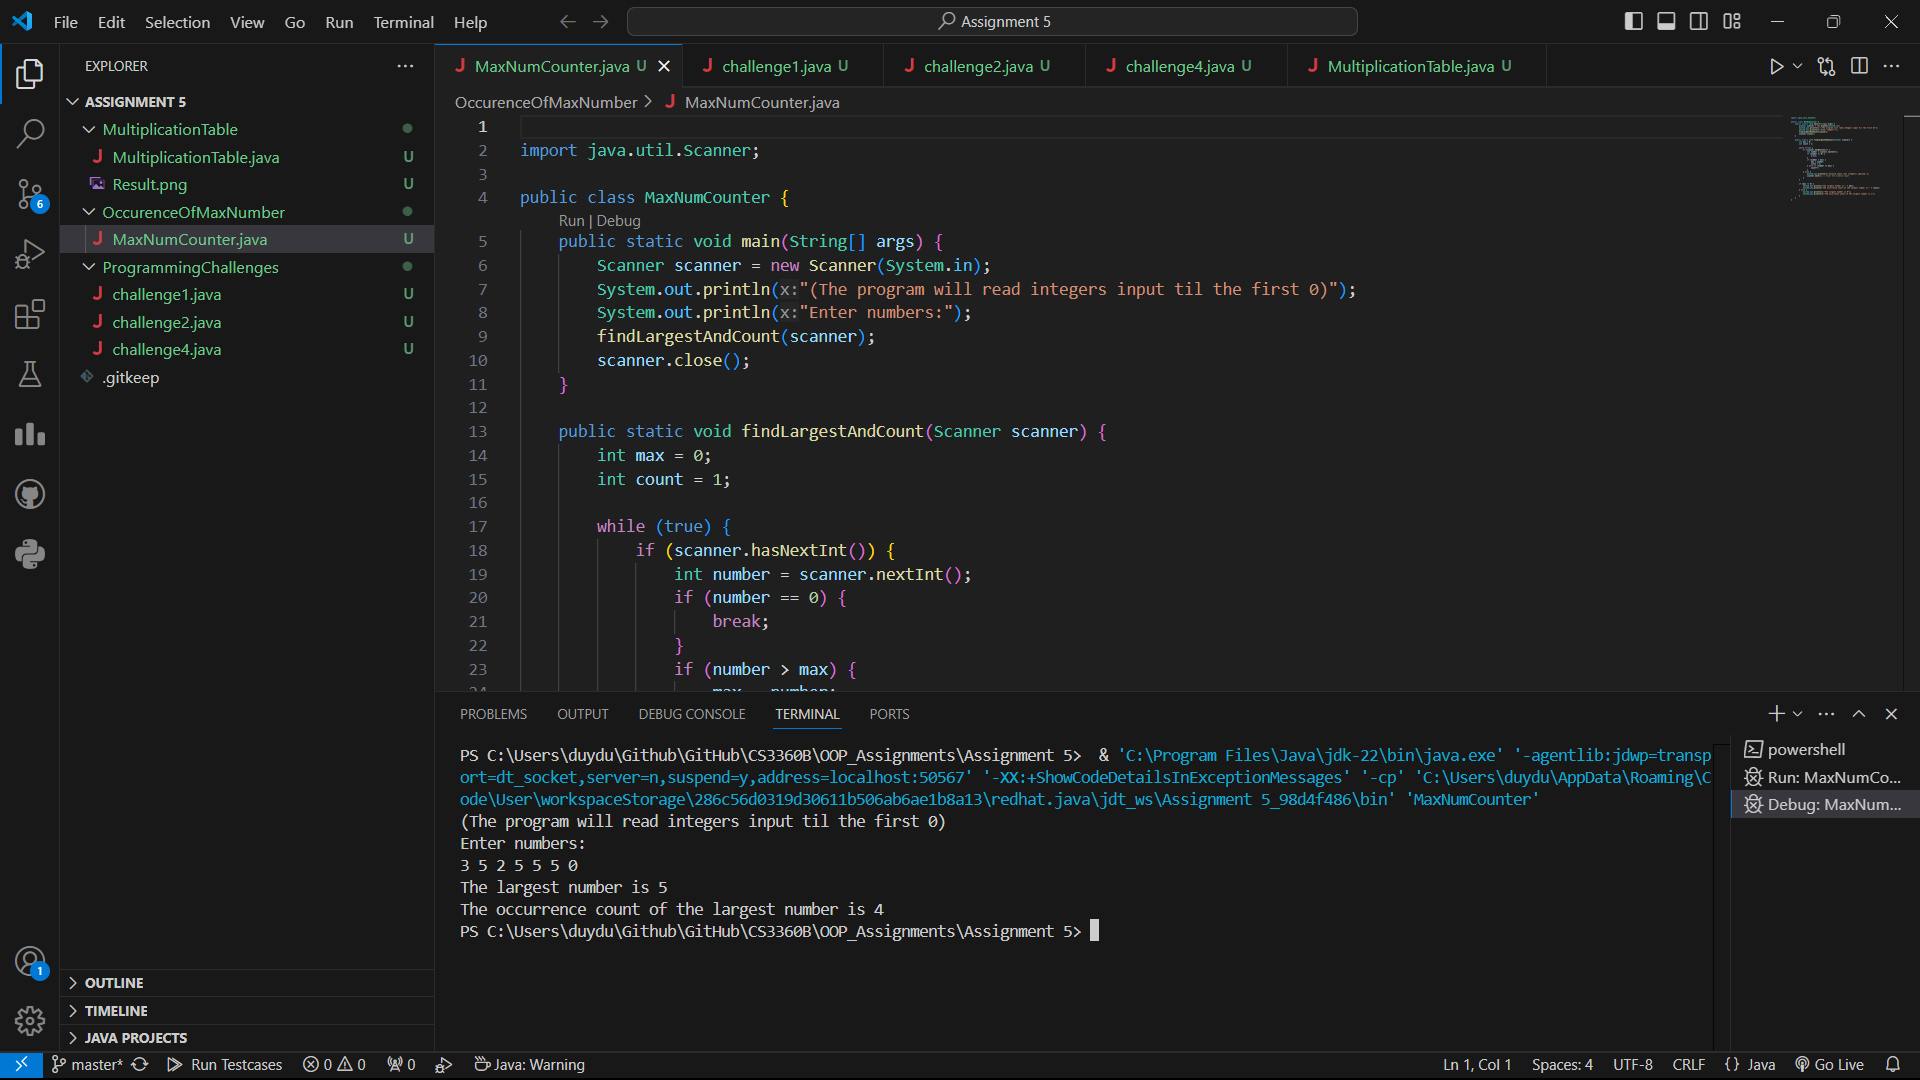 File Edit Selection View Go Run Terminal Help
Assignment 5
EXPLORER
ASSIGNMENT 5
MultiplicationTable
MultiplicationTable.java U
Result.png U
OccurenceOfMaxNumber
MaxNumCounter.java U
ProgrammingChallenges
challenge1.java U
challenge2.java U
challenge4.java U
.gitkeep
OUTLINE
TIMELINE
JAVA PROJECTS
6
1
MaxNumCounter.java U
challenge1.java U
challenge2.java U
challenge4.java U
MultiplicationTable.java U
OccurenceOfMaxNumber > MaxNumCounter.java
1
2 import java.util.Scanner;
3
4 public class MaxNumCounter {
Run | Debug
5 public static void main(String[] args) {
6 Scanner scanner = new Scanner(System.in);
7 System.out.println(x:"(The program will read integers input til the first 0)");
8 System.out.println(x:"Enter numbers:");
9 findLargestAndCount(scanner);
10 scanner.close();
11 }
12
13 public static void findLargestAndCount(Scanner scanner) {
14 int max = 0;
15 int count = 1;
16
17 while (true) {
18 if (scanner.hasNextInt()) {
19 int number = scanner.nextInt();
20 if (number == 0) {
21 break;
22 }
23 if (number > max) {
PROBLEMS OUTPUT DEBUG CONSOLE TERMINAL PORTS
PS C:\Users\duydu\Github\GitHub\CS3360B\OOP_Assignments\Assignment 5>  & 'C:\Program Files\Java\jdk-22\bin\java.exe' '-agentlib:jdwp=transp
ort=dt_socket,server=n,suspend=y,address=localhost:50567' '-XX:+ShowCodeDetailsInExceptionMessages' '-cp' 'C:\Users\duydu\AppData\Roaming\C
ode\User\workspaceStorage\286c56d0319d30611b506ab6ae1b8a13\redhat.java\jdt_ws\Assignment 5_98d4f486\bin' 'MaxNumCounter'
(The program will read integers input til the first 0)
Enter numbers:
3 5 2 5 5 5 0
The largest number is 5
The occurrence count of the largest number is 4
PS C:\Users\duydu\Github\GitHub\CS3360B\OOP_Assignments\Assignment 5>
powershell
Run: MaxNumCo...
Debug: MaxNum...
master* Run Testcases 0 0 0 Java: Warning
Ln 1, Col 1 Spaces: 4 UTF-8 CRLF {} Java Go Live